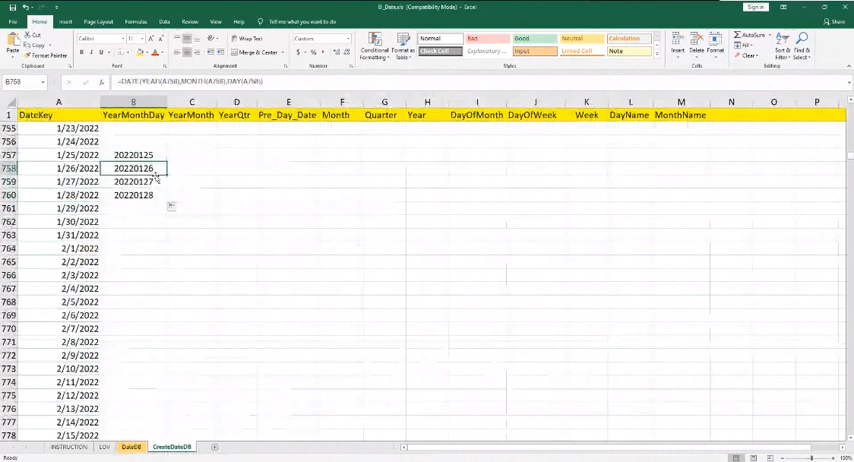 B_Date.xls [Compatibility Mode] - Excel
Sign in
File Home Insert Page Layout Formulas Data Review View Help Tell me what you want to do Share
Cut
Copy
Format Painter
Clipboard Font Alignment Number Styles Cells Editing
B I U
Wrap Text
Merge & Center
Custom
$ % ,
Conditional Formatting
Format as Table
Normal Bad Good Neutral Calculation
Check Cell Explanatory ... Input Linked Cell Note
Insert Delete Format
AutoSum
Fill
Clear
Sort & Filter
Find & Select
B758 fx =DATE(YEAR(A758),MONTH(A758),DAY(A758))
A B C D E F G H I J K L M N O P
1 DateKey YearMonthDay YearMonth YearQtr Pre_Day_Date Month Quarter Year DayOfMonth DayOfWeek Week DayName MonthName
755 1/23/2022
756 1/24/2022
757 1/25/2022 20220125
758 1/26/2022 20220126
759 1/27/2022 20220127
760 1/28/2022 20220128
761 1/29/2022
762 1/30/2022
763 1/31/2022
764 2/1/2022
765 2/2/2022
766 2/3/2022
767 2/4/2022
768 2/5/2022
769 2/6/2022
770 2/7/2022
771 2/8/2022
772 2/9/2022
773 2/10/2022
774 2/11/2022
775 2/12/2022
776 2/13/2022
777 2/14/2022
778 2/15/2022
INSTRUCTION LOV DateDB CreateDateDB
130%